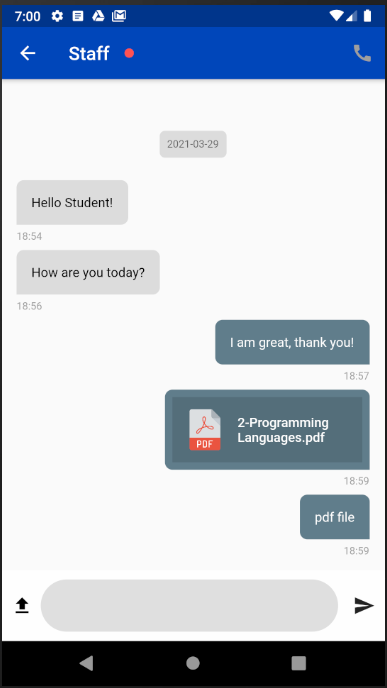 7:00
Staff
2021-03-29
Hello Student!
18:54
How are you today?
18:56
I am great, thank you!
18:57
2-Programming
Languages.pdf
PDF
18:59
pdf file
18:59